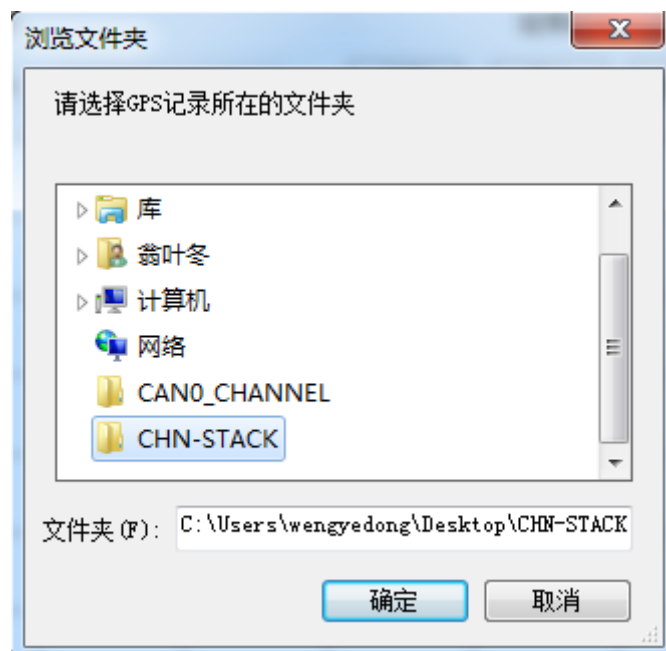 浏览文件夹
请选择GPS记录所在的文件夹
库
翁叶冬
计算机
网络
CAN0_CHANNEL
CHN-STACK
文件夹(F): C:\Users\wengyedong\Desktop\CHN-STACK
确定 取消